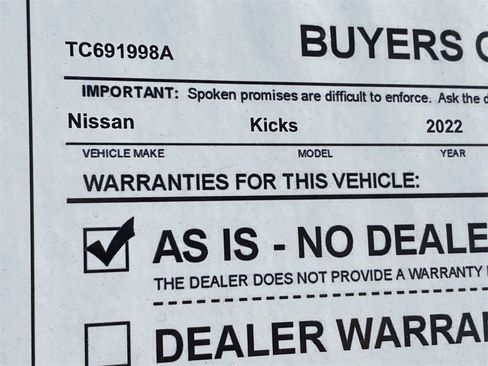 TC691998A
BUYERS
IMPORTANT: Spoken promises are difficult to enforce. Ask the
Nissan Kicks 2022
VEHICLE MAKE MODEL YEAR
WARRANTIES FOR THIS VEHICLE:
AS IS - NO DEALE
THE DEALER DOES NOT PROVIDE A WARRANTY
DEALER WARRA